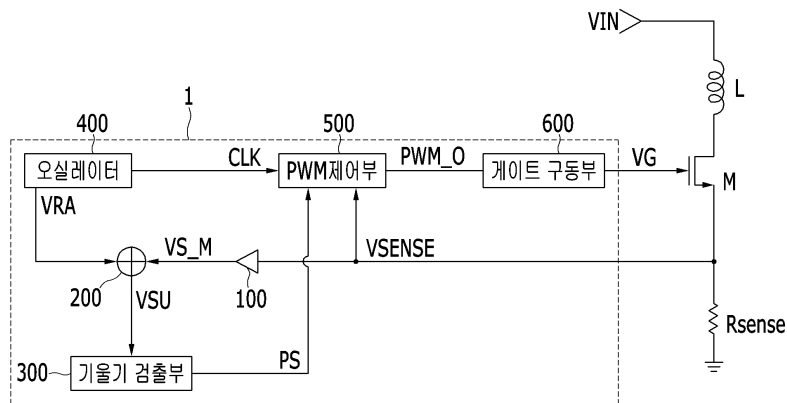 VIN
L
1
400
500
600
오실레이터
CLK
PWM제어부
PWM_O
게이트 구동부
VG
M
VRA
VS_M
VSENSE
200
VSU
100
Rsense
300
기울기 검출부
PS